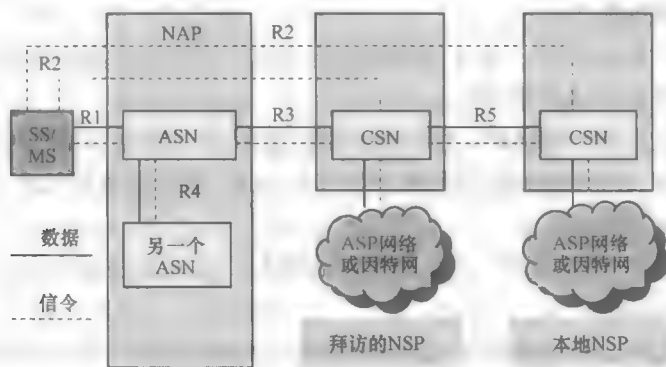 NAP
R2
R2
R1
R3
R5
SS/
MS
ASN
CSN
CSN
R4
另一个
ASN
数据
信令
ASP网络
或因特网
ASP网络
或因特网
拜访的NSP
本地NSP